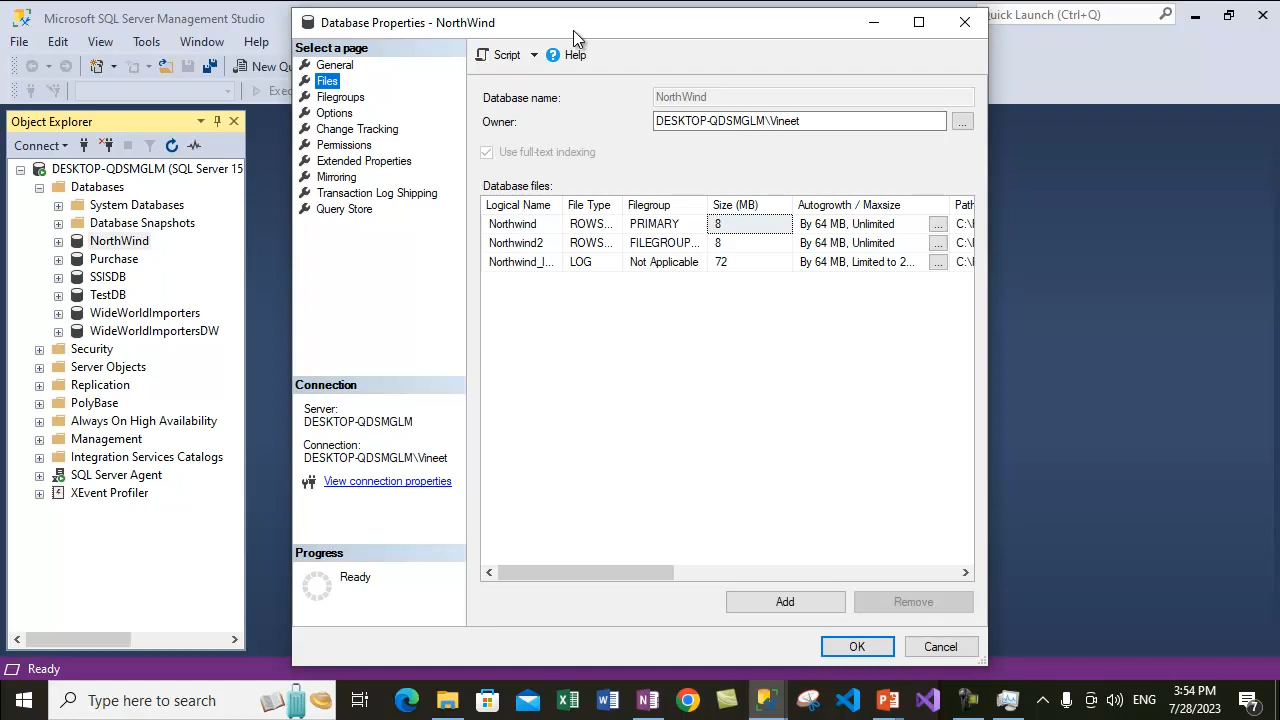 Microsoft SQL Server Management Studio
Quick Launch (Ctrl+Q)
File Edit View Tools Window Help
New Qu
Exec
Object Explorer
Connect
DESKTOP-QDSMGLM (SQL Server 15
Databases
System Databases
Database Snapshots
NorthWind
Purchase
SSISDB
TestDB
WideWorldImporters
WideWorldImportersDW
Security
Server Objects
Replication
PolyBase
Always On High Availability
Management
Integration Services Catalogs
SQL Server Agent
XEvent Profiler
Database Properties - NorthWind
Select a page
General
Files
Filegroups
Options
Change Tracking
Permissions
Extended Properties
Mirroring
Transaction Log Shipping
Query Store
Connection
Server:
DESKTOP-QDSMGLM
Connection:
DESKTOP-QDSMGLM\Vineet
View connection properties
Progress
Ready
Script Help
Database name: NorthWind
Owner: DESKTOP-QDSMGLM\Vineet ...
Use full-text indexing
Database files:
Logical Name File Type Filegroup Size (MB) Autogrowth / Maxsize Path
Northwind ROWS... PRIMARY 8 By 64 MB, Unlimited ... C:\
Northwind2 ROWS... FILEGROUP... 8 By 64 MB, Unlimited ... C:\
Northwind_l... LOG Not Applicable 72 By 64 MB, Limited to 2... ... C:\
Add Remove
OK Cancel
Ready
Type here to search
ENG
3:54 PM
7/28/2023
7